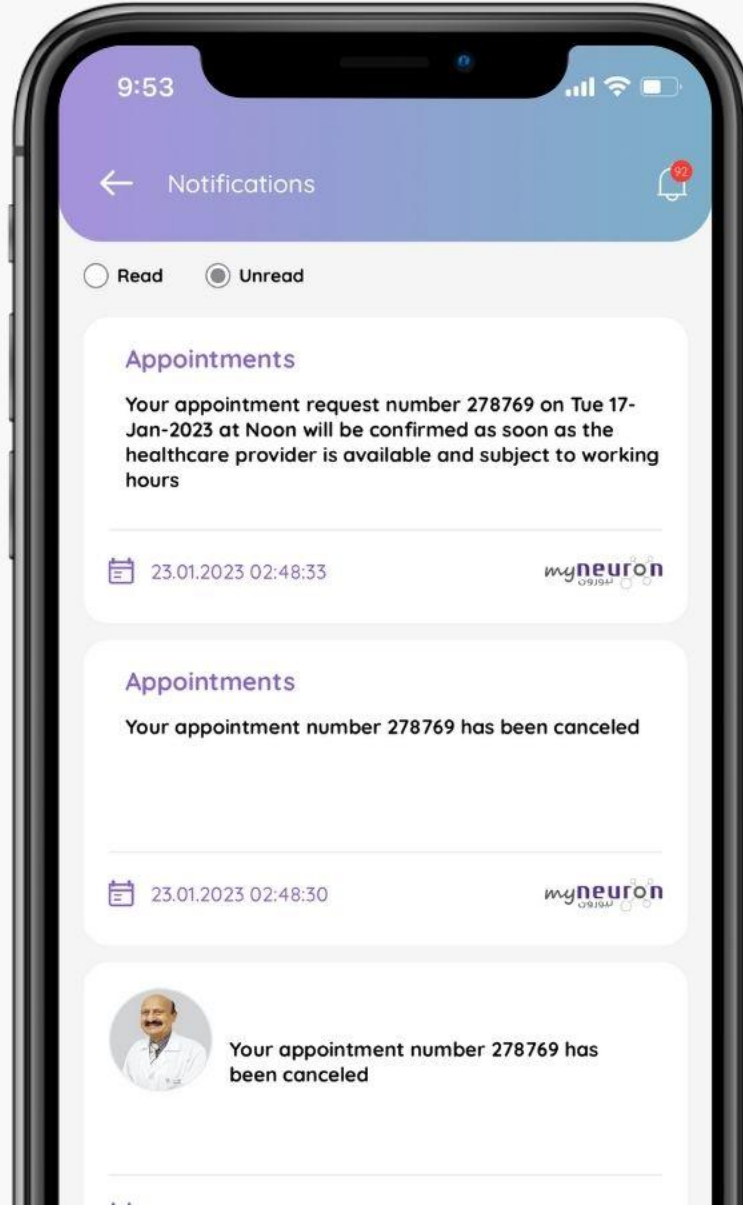 9:53
Notifications
92
Read
Unread
Appointments
Your appointment request number 278769 on Tue 17-
Jan-2023 at Noon will be confirmed as soon as the
healthcare provider is available and subject to working
hours
23.01.2023 02:48:33
myneuron
نيورون
Appointments
Your appointment number 278769 has been canceled
23.01.2023 02:48:30
myneuron
نيورون
Your appointment number 278769 has
been canceled